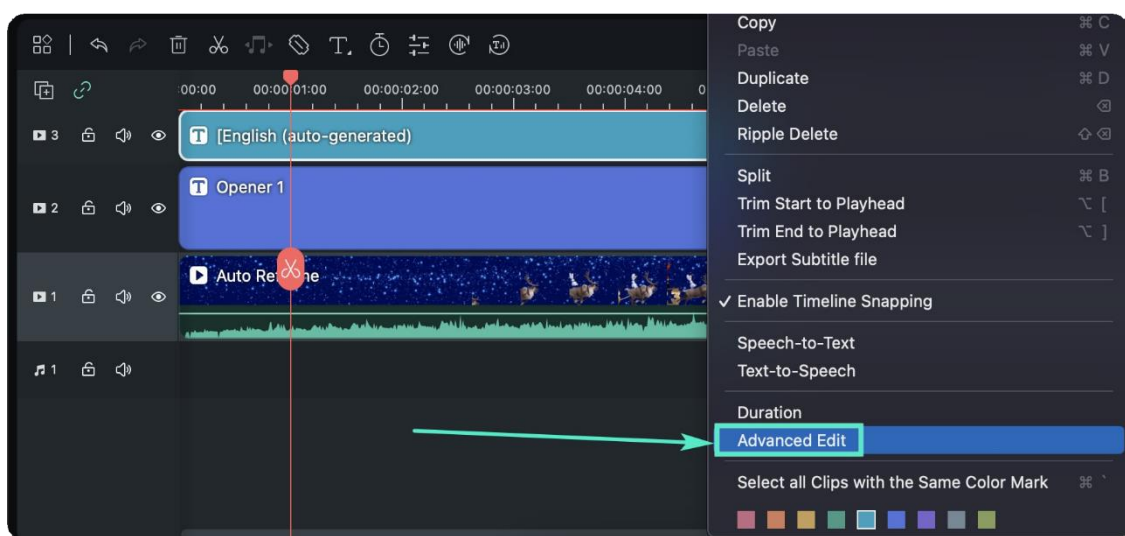 Copy ⌘ C
Paste ⌘ V
Duplicate ⌘ D
Delete ⌫
Ripple Delete ⇧ ⌫
:00:00 00:00:01:00 00:00:02:00 00:00:03:00 00:00:04:00 0
3
[English (auto-generated)
2
Opener 1
Split ⌘ B
Trim Start to Playhead ⌥ [
Trim End to Playhead ⌥ ]
Export Subtitle file
1
Auto
✓ Enable Timeline Snapping
Speech-to-Text
1
Text-to-Speech
Duration
Advanced Edit
Select all Clips with the Same Color Mark ⌘ `